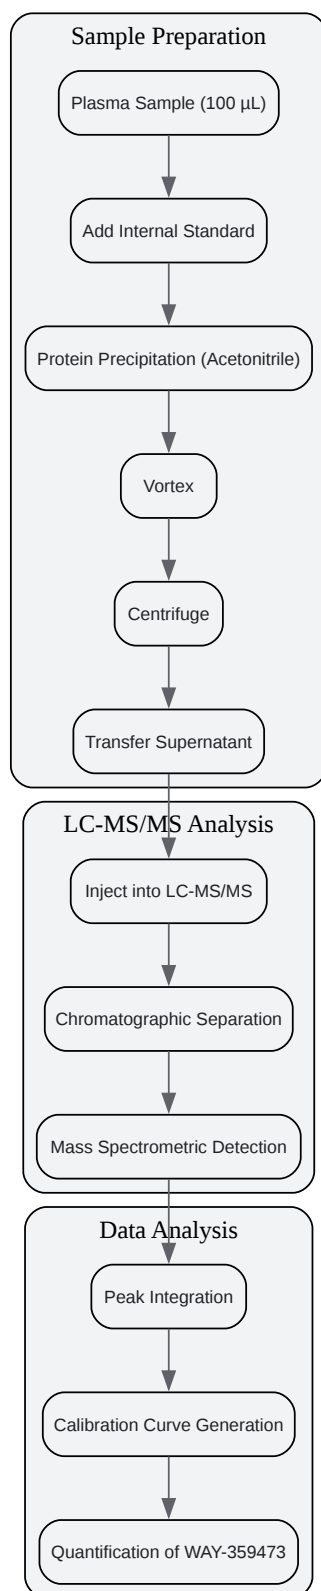 Sample Preparation
Plasma Sample (100 µL)
Add Internal Standard
Protein Precipitation (Acetonitrile)
Vortex
Centrifuge
Transfer Supernatant
LC-MS/MS Analysis
Inject into LC-MS/MS
Chromatographic Separation
Mass Spectrometric Detection
Data Analysis
Peak Integration
Calibration Curve Generation
Quantification of WAY-359473